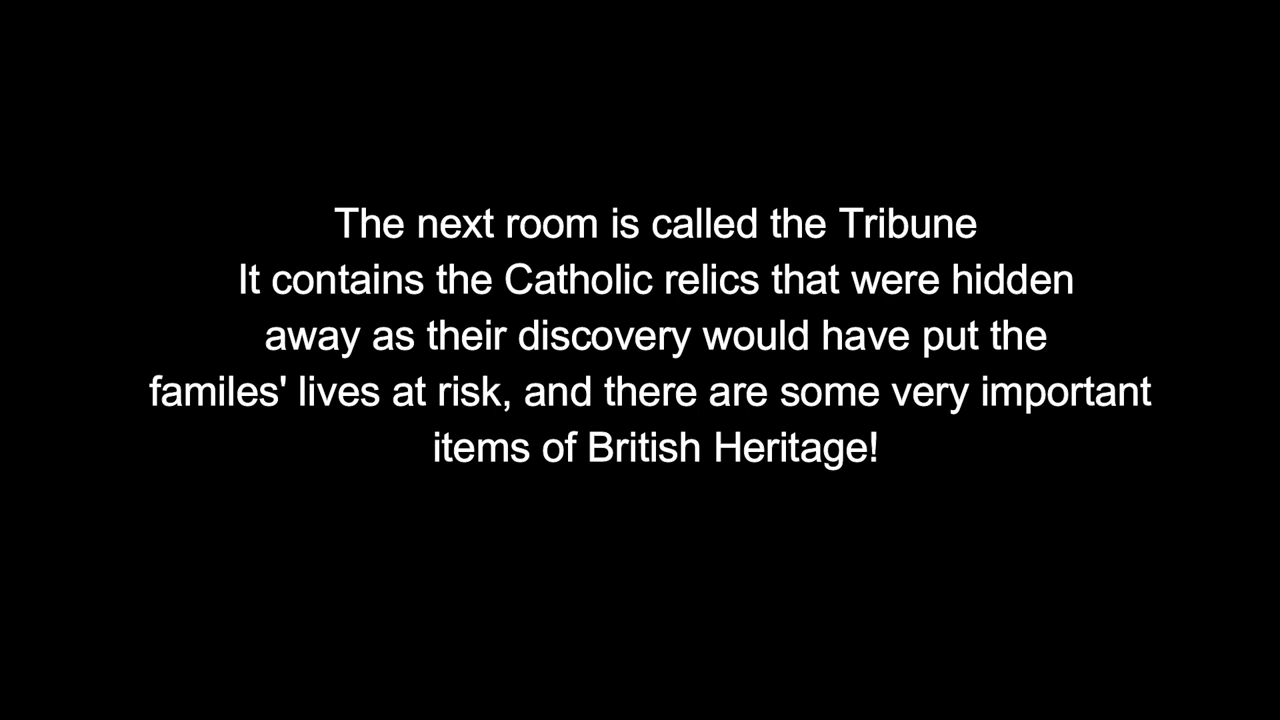 The next room is called the Tribune
It contains the Catholic relics that were hidden
away as their discovery would have put the
familes' lives at risk, and there are some very important
items of British Heritage!